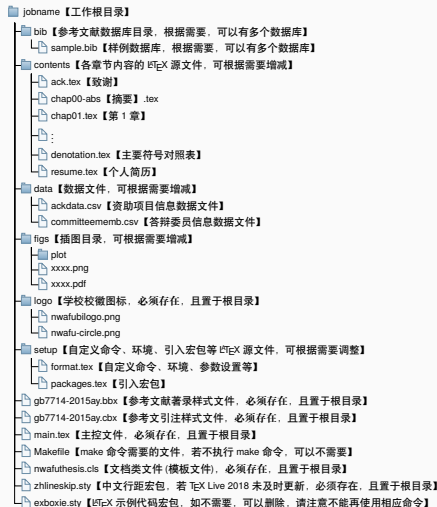 jobname【工作根目录】
bib【参考文献数据库目录，根据需要，可以有多个数据库】
sample.bib【样例数据库，根据需要，可以有多个数据库】
contents【各章节内容的 LaTeX 源文件，可根据需要增减】
ack.tex【致谢】
chap00-abs【摘要】.tex
chap01.tex【第 1 章】
⋮
denotation.tex【主要符号对照表】
resume.tex【个人简历】
data【数据文件，可根据需要增减】
ackdata.csv【资助项目信息数据文件】
committeememb.csv【答辩委员信息数据文件】
figs【插图目录，可根据需要增减】
plot
xxxx.png
xxxx.pdf
logo【学校校徽图标，必须存在，且置于根目录】
nwafubilogo.png
nwafu-circle.png
setup【自定义命令、环境、引入宏包等 LaTeX 源文件，可根据需要调整】
format.tex【自定义命令、环境、参数设置等】
packages.tex【引入宏包】
gb7714-2015ay.bbx【参考文献著录样式文件，必须存在，且置于根目录】
gb7714-2015ay.cbx【参考文引注样式文件，必须存在，且置于根目录】
main.tex【主控文件，必须存在，且置于根目录】
Makefile【make 命令需要的文件，若不执行 make 命令，可以不需要】
nwafuthesis.cls【文档类文件(模板文件)，必须存在，且置于根目录】
zhlineskip.sty【中文行距宏包，若 TeX Live 2018 未及时更新，必须存在，且置于根目录】
exboxie.sty【LaTeX 示例代码宏包，如不需要，可以删除，请注意不能再使用相应命令】